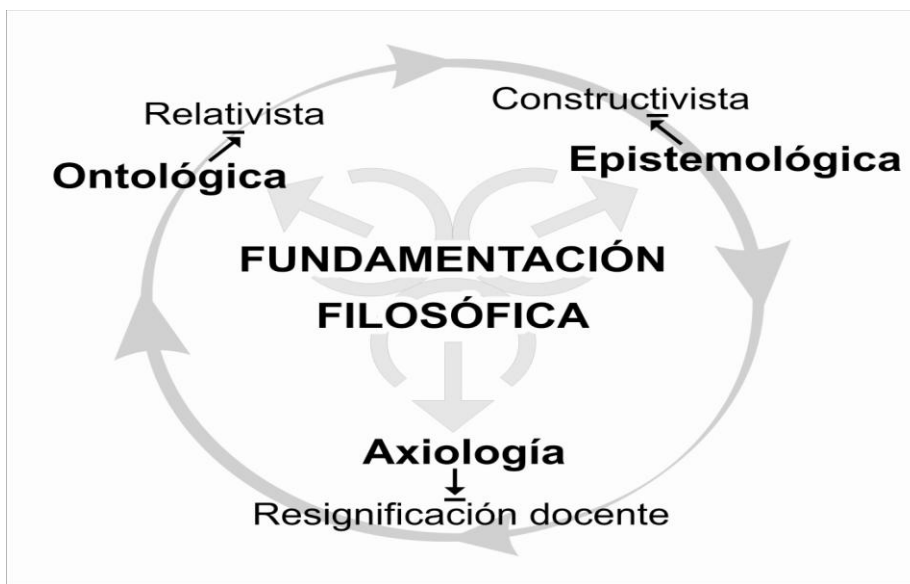 Relativista
Ontológica
Constructivista
Epistemológica
FUNDAMENTACIÓN
FILOSÓFICA
Axiología
Resignificación docente